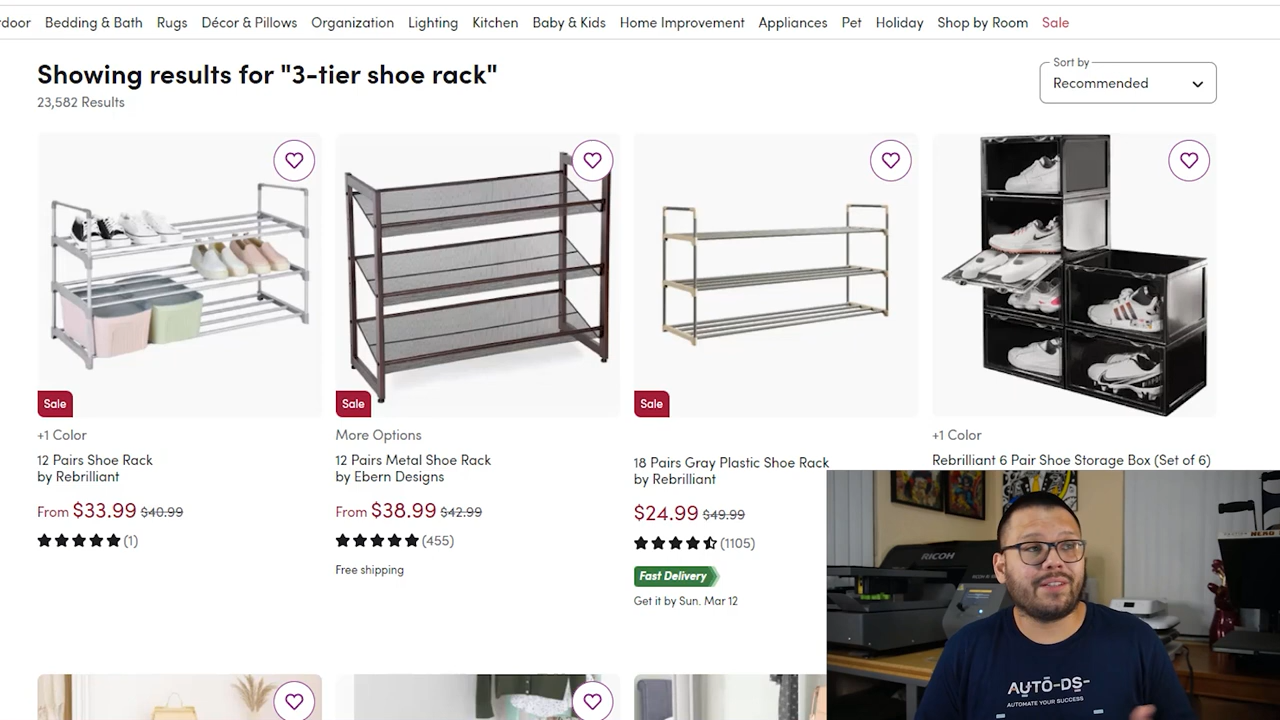 door Bedding & Bath Rugs Décor & Pillows Organization Lighting Kitchen Baby & Kids Home Improvement Appliances Pet Holiday Shop by Room Sale
Showing results for "3-tier shoe rack"
23,582 Results
Sort by
Recommended
Sale
Sale
Sale
+1 Color
12 Pairs Shoe Rack
by Rebrilliant
From $33.99 $40.99
(1)
More Options
12 Pairs Metal Shoe Rack
by Ebern Designs
From $38.99 $42.99
(455)
Free shipping
18 Pairs Gray Plastic Shoe Rack
by Rebrilliant
$24.99 $49.99
(1105)
Fast Delivery
Get it by Sun. Mar 12
+1 Color
Rebrilliant 6 Pair Shoe Storage Box (Set of 6)
RICOH
AUTO-DS-
AUTOMATE YOUR SUCCESS